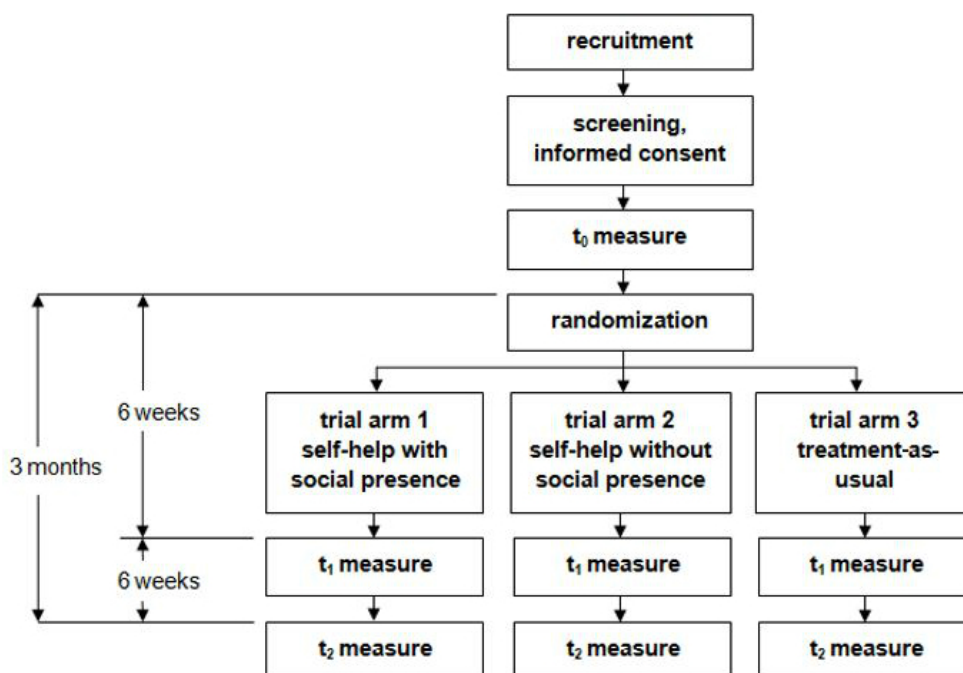 recruitment
screening,
informed consent
t₀ measure
randomization
6 weeks
3 months
trial arm 1
self-help with
social presence
trial arm 2
self-help without
social presence
trial arm 3
treatment-as-
usual
6 weeks
t₁ measure
t₁ measure
t₁ measure
t₂ measure
t₂ measure
t₂ measure